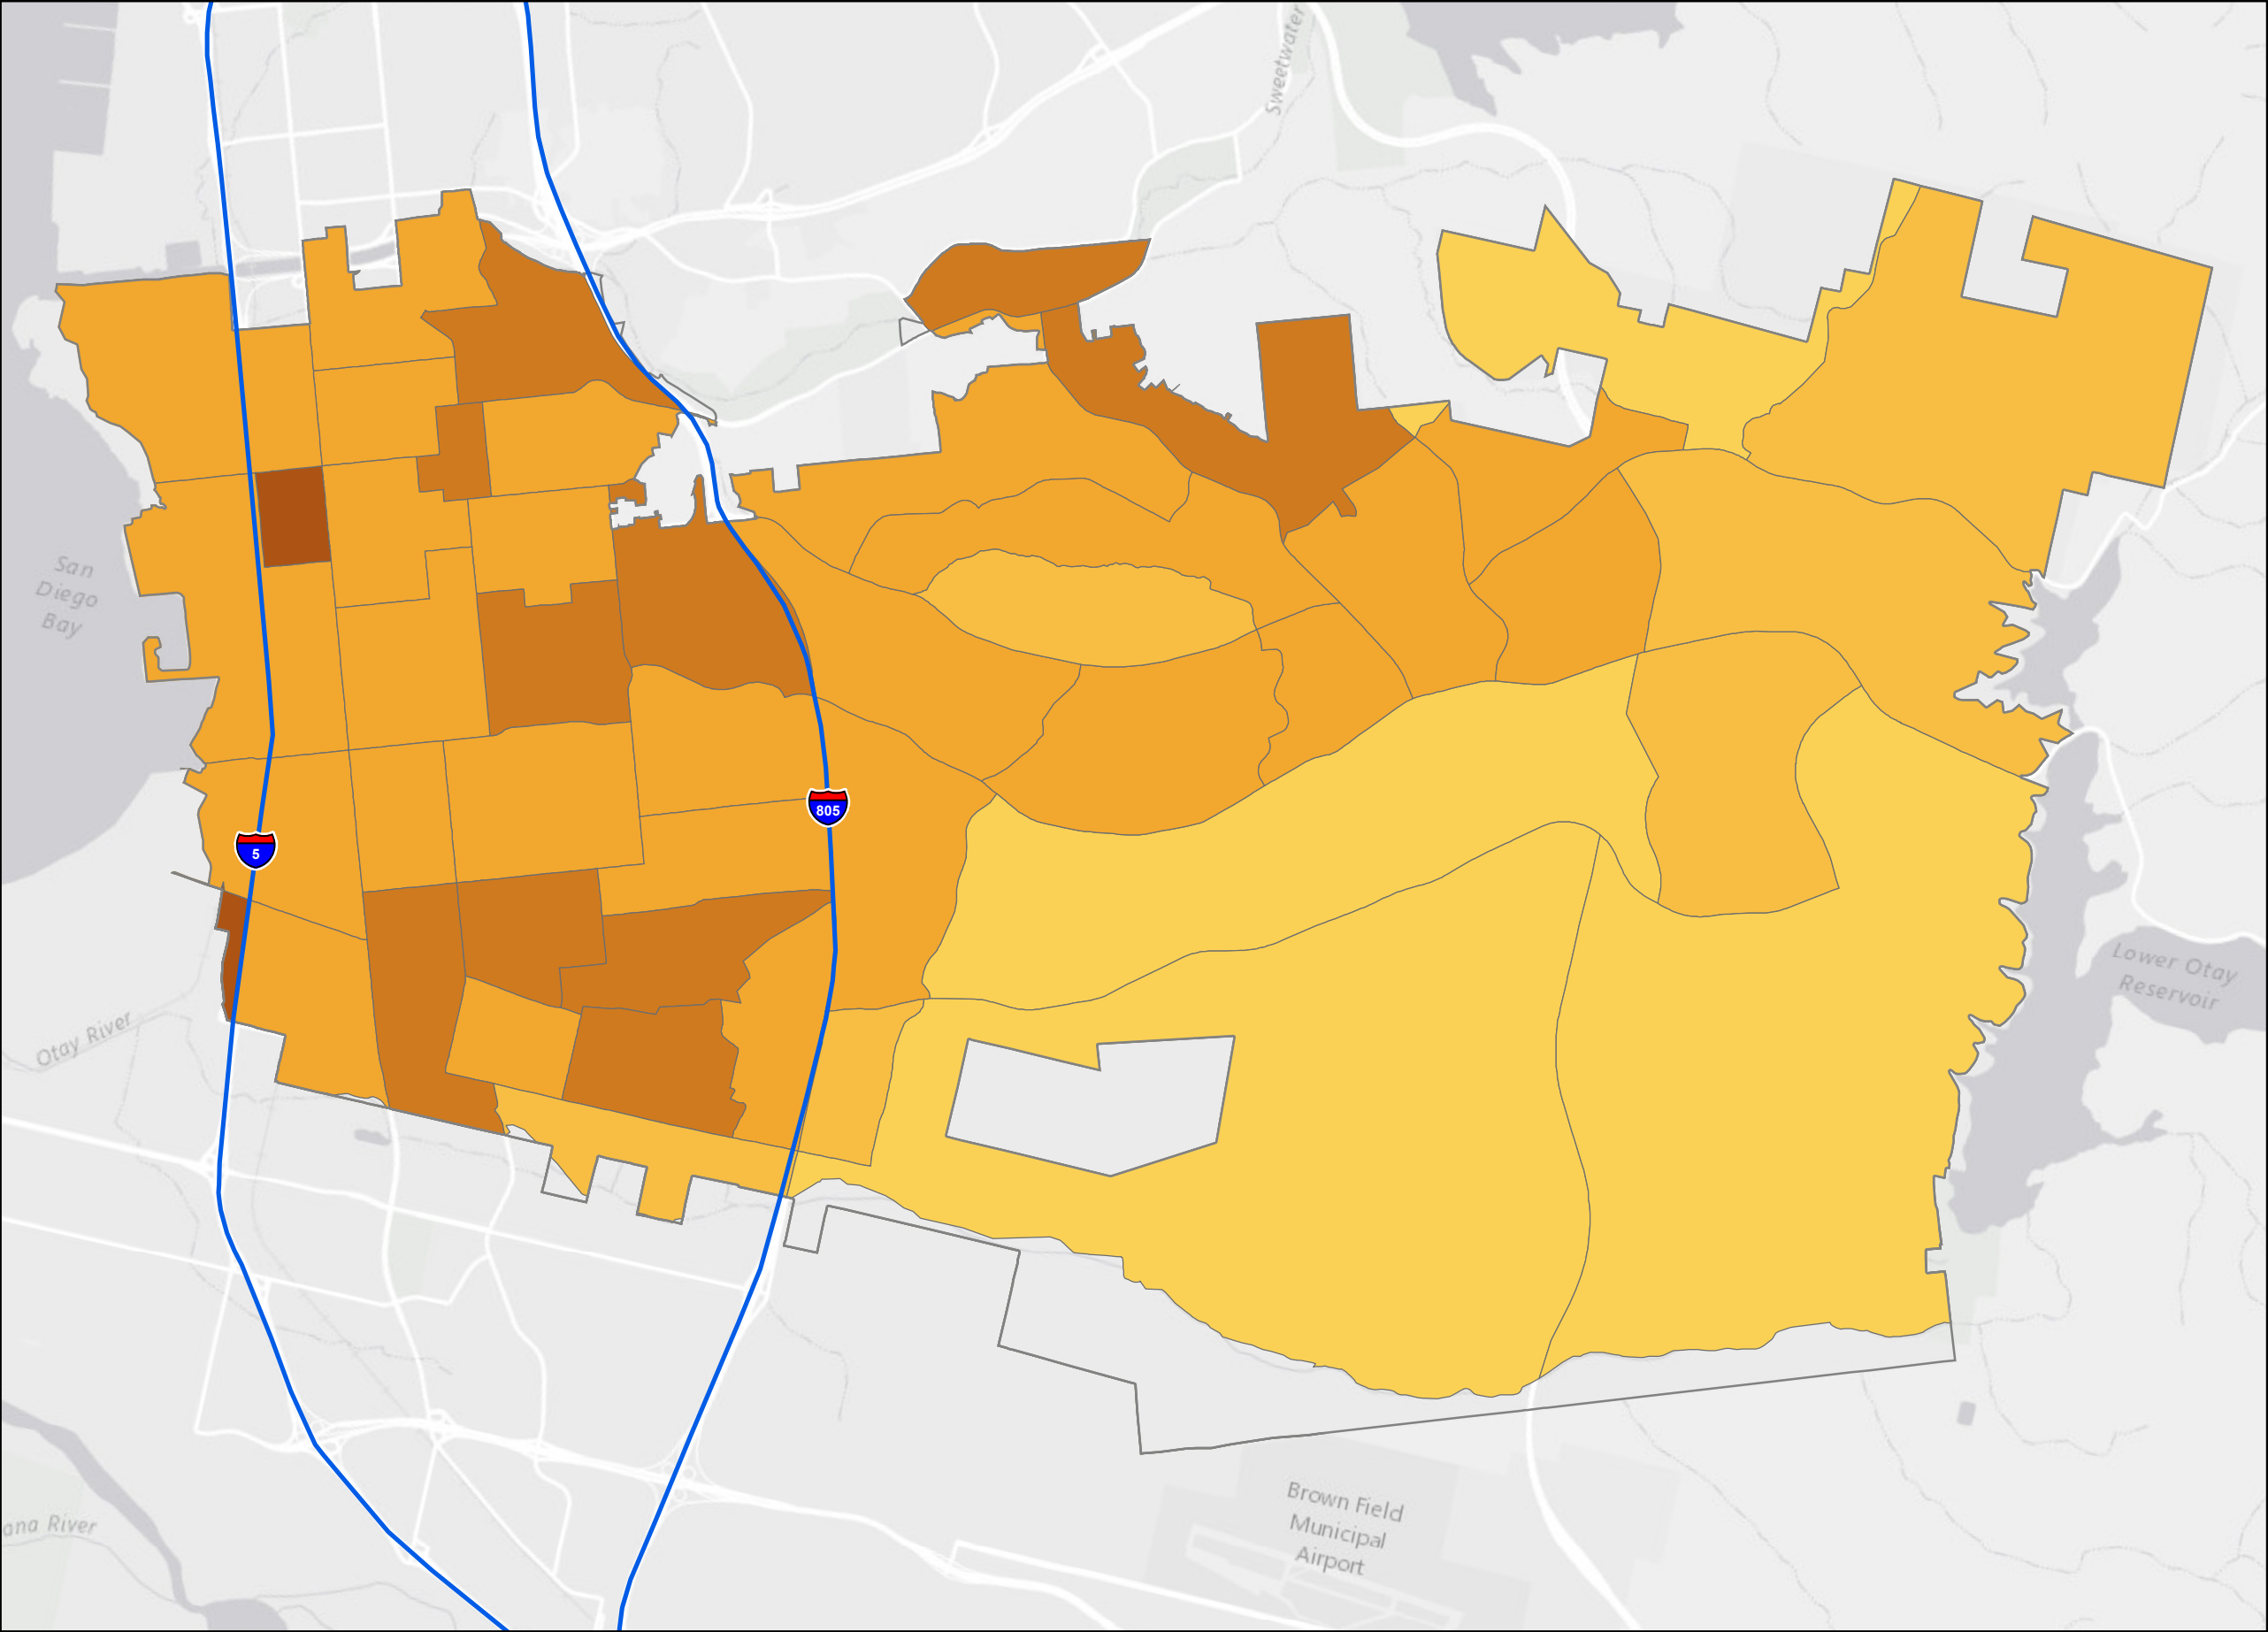 Sweetwater
San
Diego
Bay
805
5
Lower Otay
Reservoir
Otay River
Brown Field
Municipal
Airport
ana River